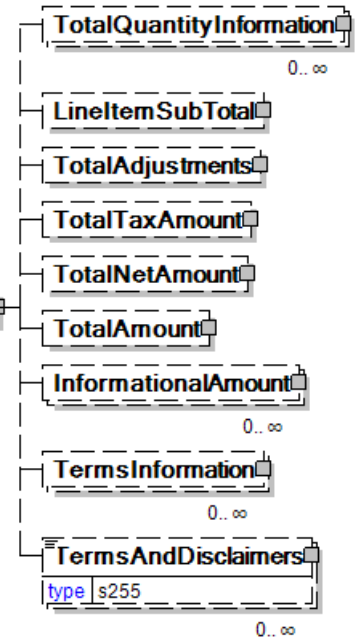 TotalQuantityInformation
0.. ∞
LineItemSubTotal
TotalAdjustments
TotalTaxAmount
TotalNetAmount
TotalAmount
InformationalAmount
0.. ∞
TermsInformation
0.. ∞
TermsAndDisclaimers
type s255
0.. ∞